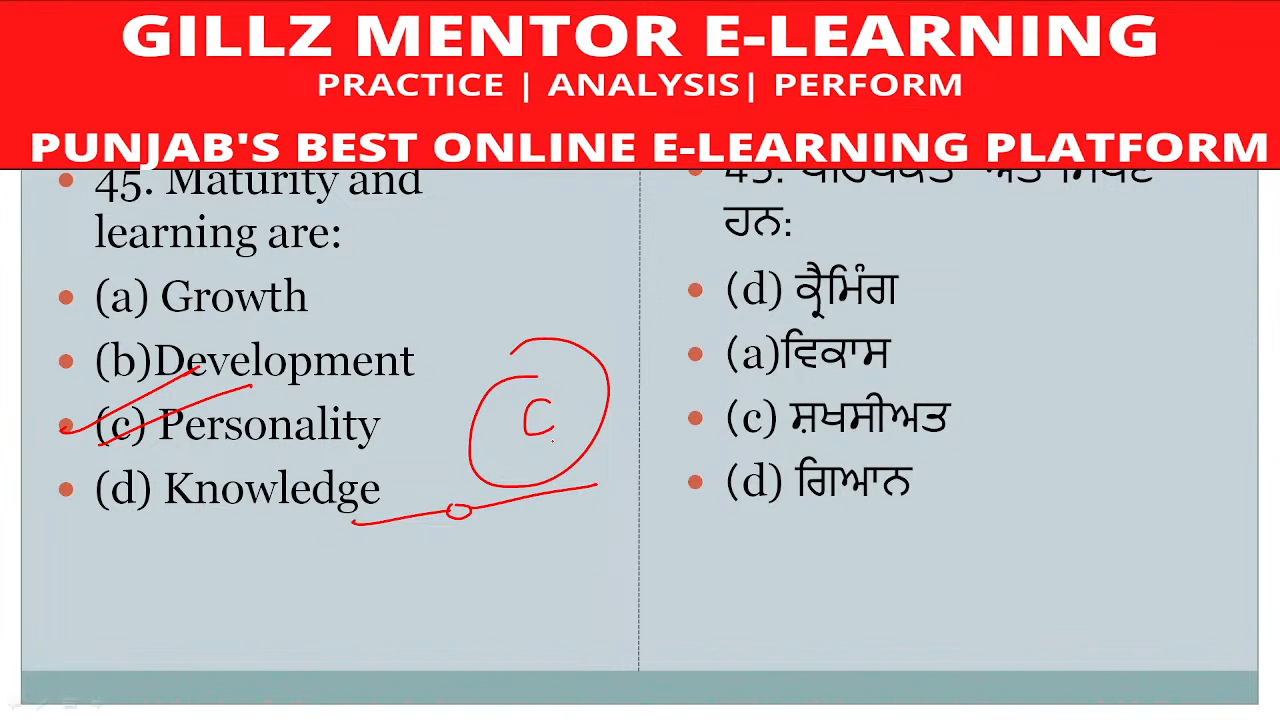 GILLZ MENTOR E-LEARNING
PRACTICE | ANALYSIS| PERFORM
PUNJAB'S BEST ONLINE E-LEARNING PLATFORM
• 45. Maturity and
learning are:
• (a) Growth
• (b)Development
• (c) Personality
• (d) Knowledge
C
ਹਨ:
• (d) ਕ੍ਰੈਮਿੰਗ
• (a)ਵਿਕਾਸ
• (c) ਸ਼ਖਸੀਅਤ
• (d) ਗਿਆਨ